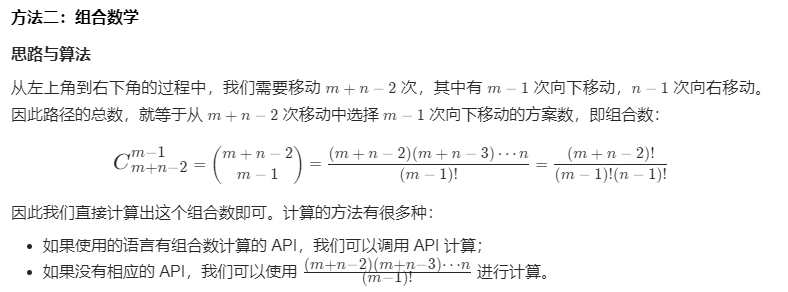 方法二：组合数学
思路与算法
从左上角到右下角的过程中，我们需要移动 m + n − 2 次，其中有 m − 1 次向下移动，n − 1 次向右移动。
因此路径的总数，就等于从 m + n − 2 次移动中选择 m − 1 次向下移动的方案数，即组合数：
$C_{m+n-2}^{m-1} = \binom{m+n-2}{m-1} = \frac{(m+n-2)(m+n-3)\cdots n}{(m-1)!} = \frac{(m+n-2)!}{(m-1)!(n-1)!}$
因此我们直接计算出这个组合数即可。计算的方法有很多种：
• 如果使用的语言有组合数计算的 API，我们可以调用 API 计算；
• 如果没有相应的 API，我们可以使用 $\frac{(m+n-2)(m+n-3)\cdots n}{(m-1)!}$ 进行计算。